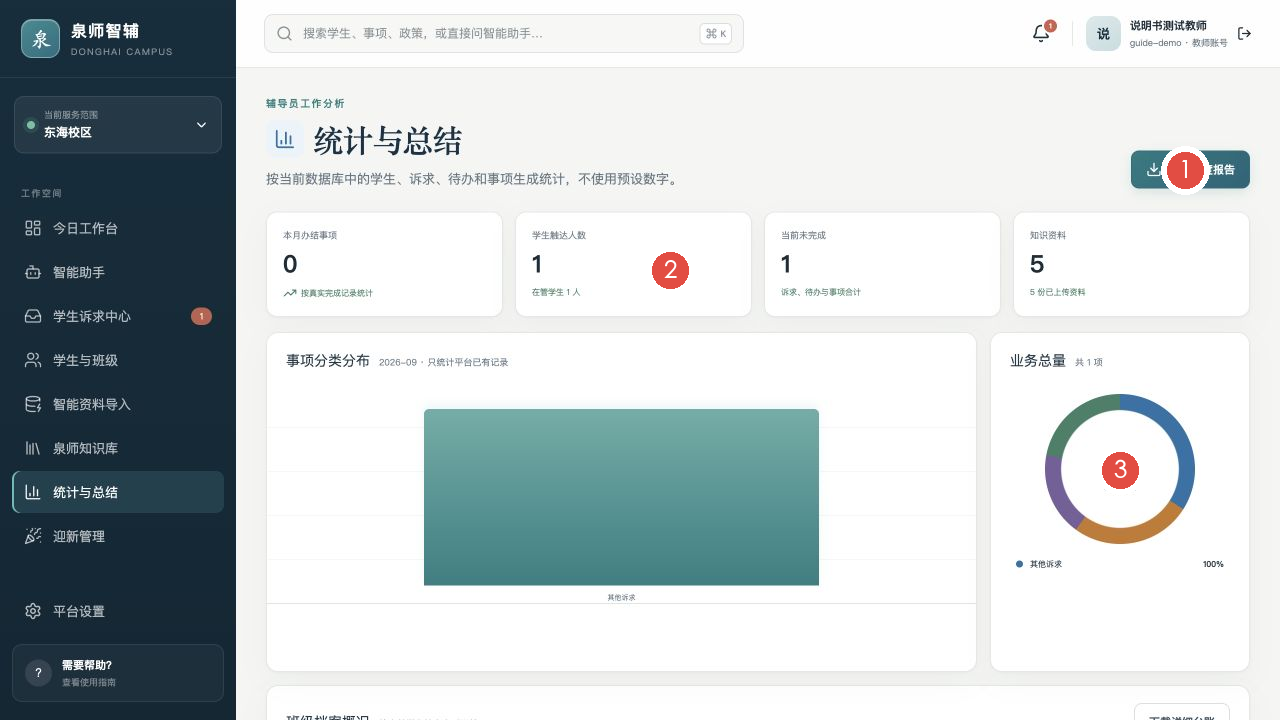 泉
泉师智辅
DONGHAI CAMPUS
搜索学生、事项、政策，或直接问智能助手...
⌘ K
1
说
说明书测试教师
guide-demo · 教师账号
当前服务范围
东海校区
工作空间
今日工作台
智能助手
学生诉求中心
1
学生与班级
智能资料导入
泉师知识库
统计与总结
迎新管理
平台设置
?
需要帮助?
查看使用指南
辅导员工作分析
统计与总结
按当前数据库中的学生、诉求、待办和事项生成统计，不使用预设数字。
1
报告
本月办结事项
0
按真实完成记录统计
学生触达人数
1
在管学生 1 人
2
当前未完成
1
诉求、待办与事项合计
知识资料
5
5 份已上传资料
事项分类分布
2026-09 · 只统计平台已有记录
其他诉求
业务总量
共 1 项
3
其他诉求
100%